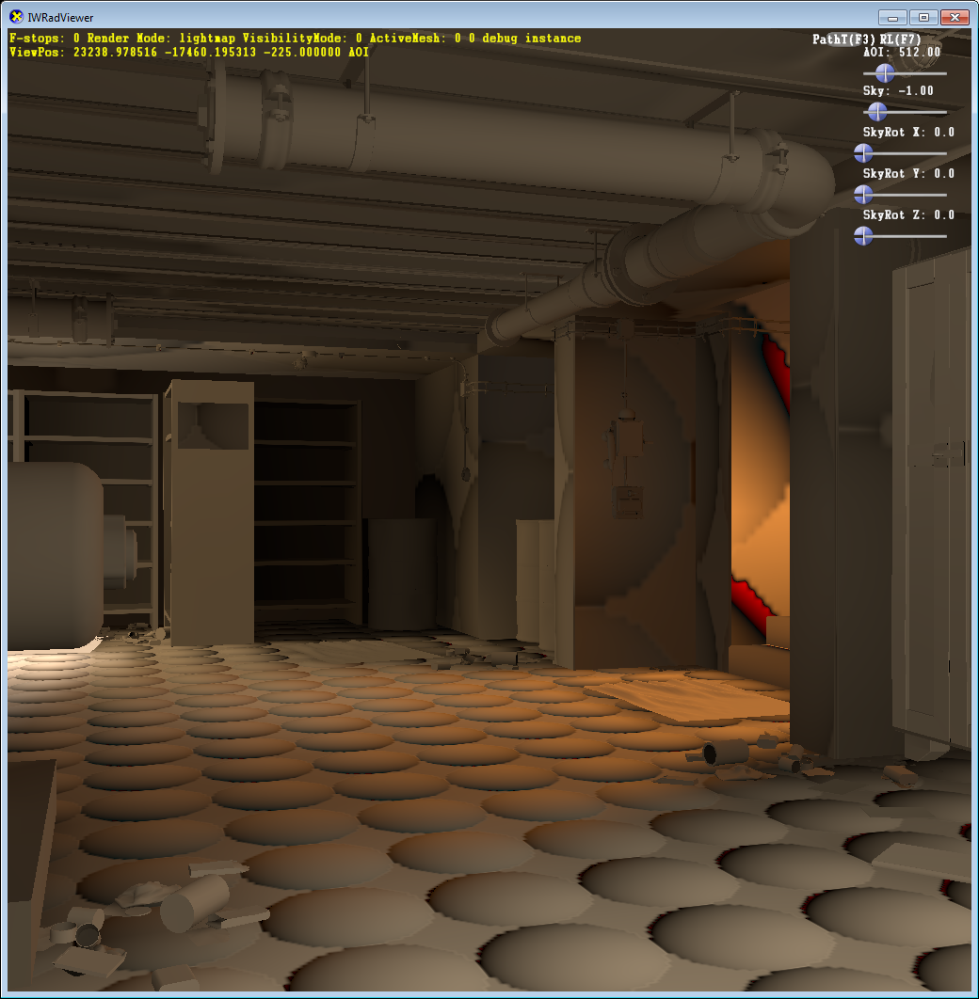 IWRadViewer
F-stops: 0 Render Mode: lightmap VisibilityMode: 0 ActiveMesh: 0 0 debug instance
ViewPos: 23238.978516 -17460.195313 -225.000000 AOI
PathT(F3) RL(F7)
AOI: 512.00
Sky: -1.00
SkyRot X: 0.0
SkyRot Y: 0.0
SkyRot Z: 0.0